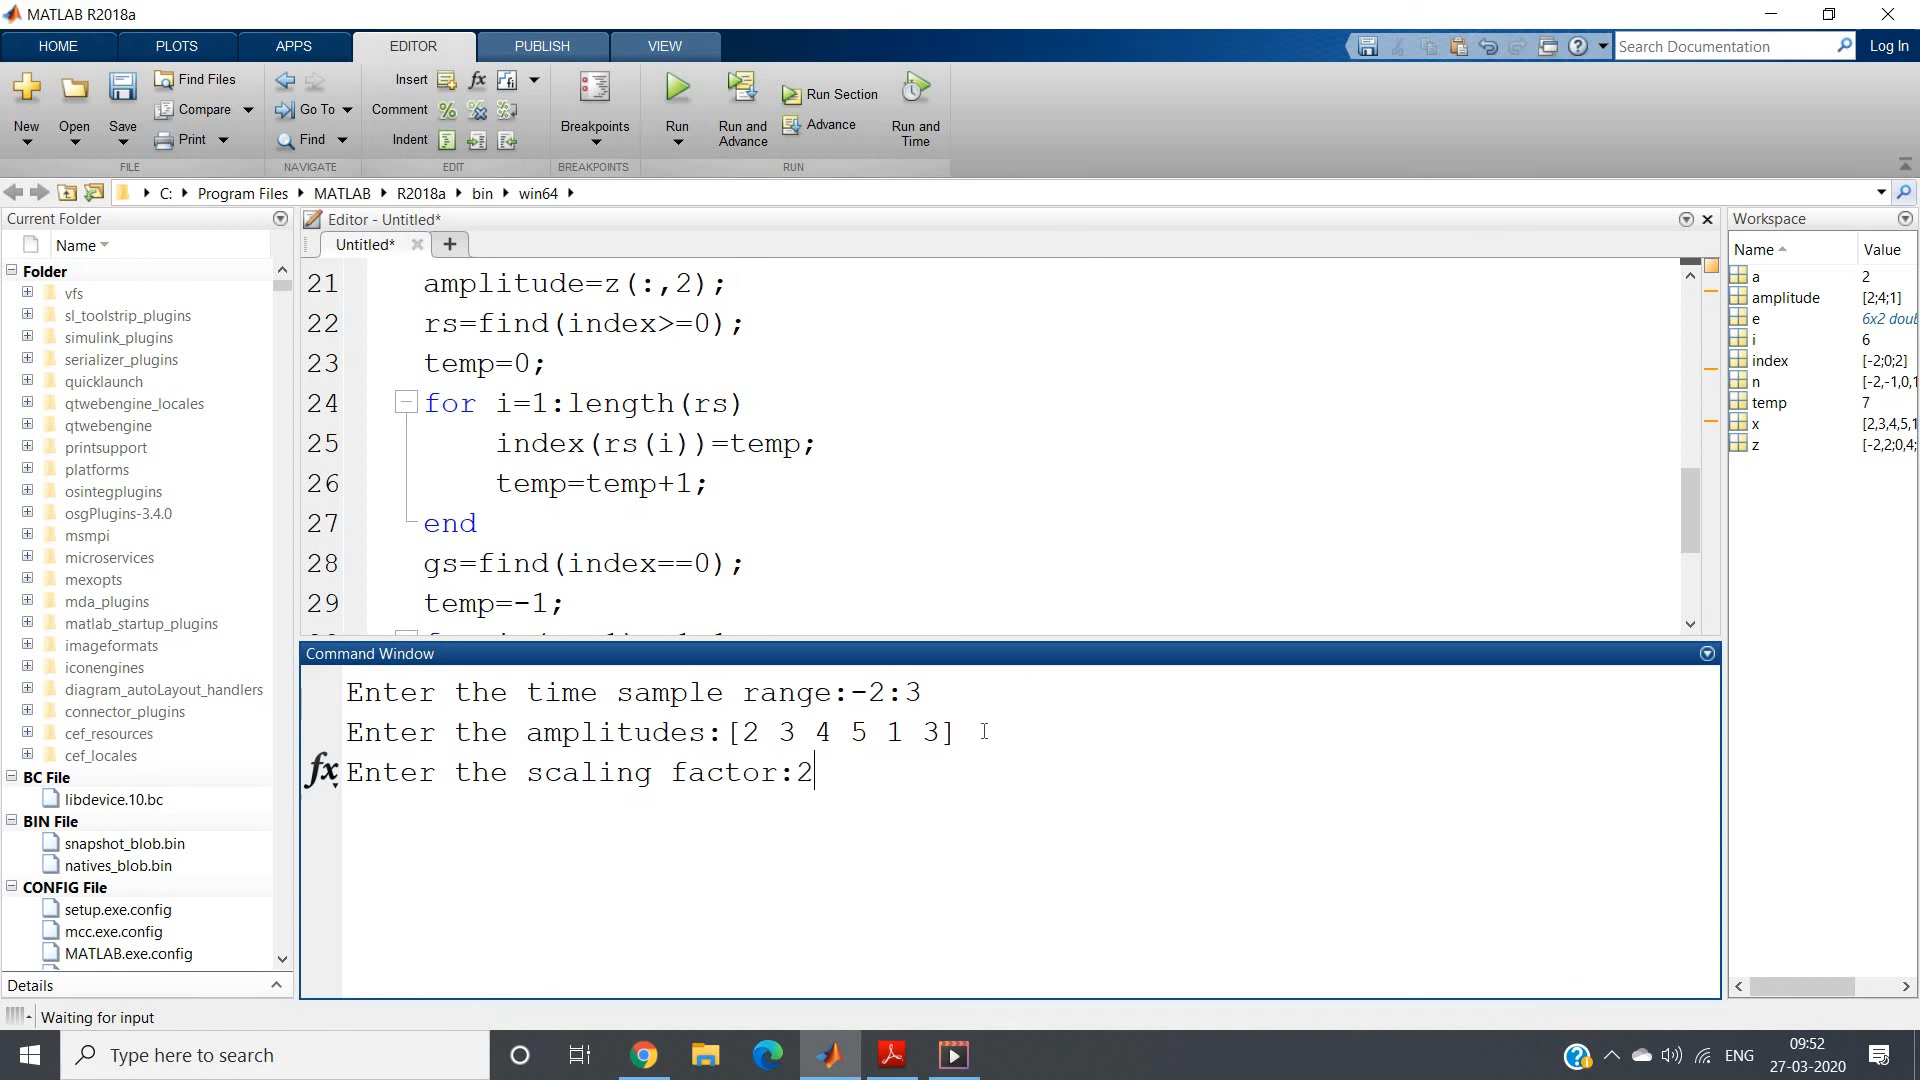 MATLAB R2018a
HOME PLOTS APPS EDITOR PUBLISH VIEW Search Documentation Log In
Find Files Insert fx
Compare Go To Comment Run Section
New Open Save Print Find Indent Breakpoints Run Run and Advance Advance Run and Time
FILE NAVIGATE EDIT BREAKPOINTS RUN
C: Program Files MATLAB R2018a bin win64
Current Folder
Name
Folder
vfs
sl_toolstrip_plugins
simulink_plugins
serializer_plugins
quicklaunch
qtwebengine_locales
qtwebengine
printsupport
platforms
osintegplugins
osgPlugins-3.4.0
msmpi
microservices
mexopts
mda_plugins
matlab_startup_plugins
imageformats
iconengines
diagram_autoLayout_handlers
connector_plugins
cef_resources
cef_locales
BC File
libdevice.10.bc
BIN File
snapshot_blob.bin
natives_blob.bin
CONFIG File
setup.exe.config
mcc.exe.config
MATLAB.exe.config
Details
Editor - Untitled*
Untitled*
21 amplitude=z(:,2);
22 rs=find(index>=0);
23 temp=0;
24 for i=1:length(rs)
25 index(rs(i))=temp;
26 temp=temp+1;
27 end
28 gs=find(index==0);
29 temp=-1;
Command Window
Enter the time sample range:-2:3
Enter the amplitudes:[2 3 4 5 1 3]
fx Enter the scaling factor:2
Workspace
Name Value
a 2
amplitude [2;4;1]
e 6x2 doul
i 6
index [-2;0;2]
n [-2,-1,0,1
temp 7
x [2,3,4,5,1
z [-2,2;0,4;
Waiting for input
Type here to search
ENG
09:52
27-03-2020